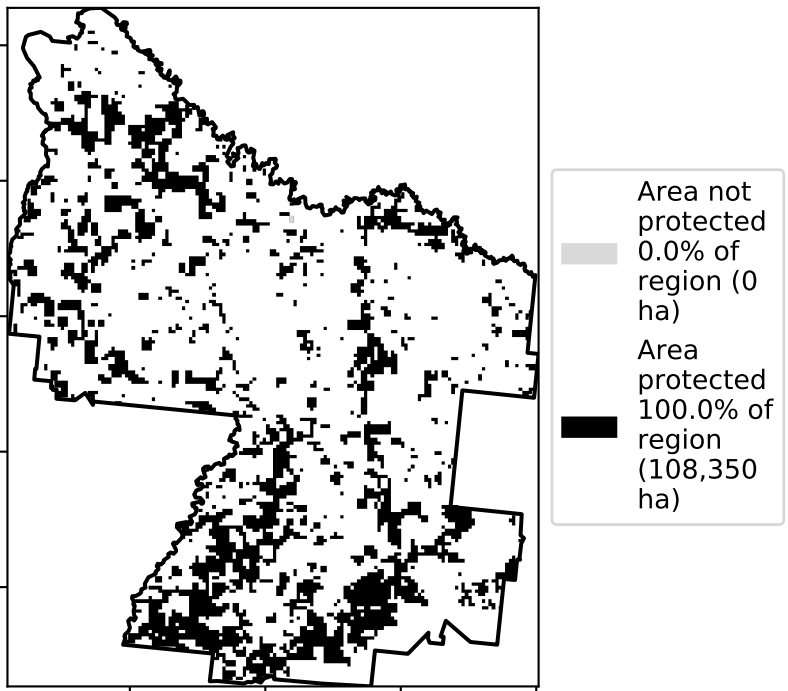 Area not
protected
0.0% of
region (0
ha)
Area
protected
100.0% of
region
(108,350
ha)